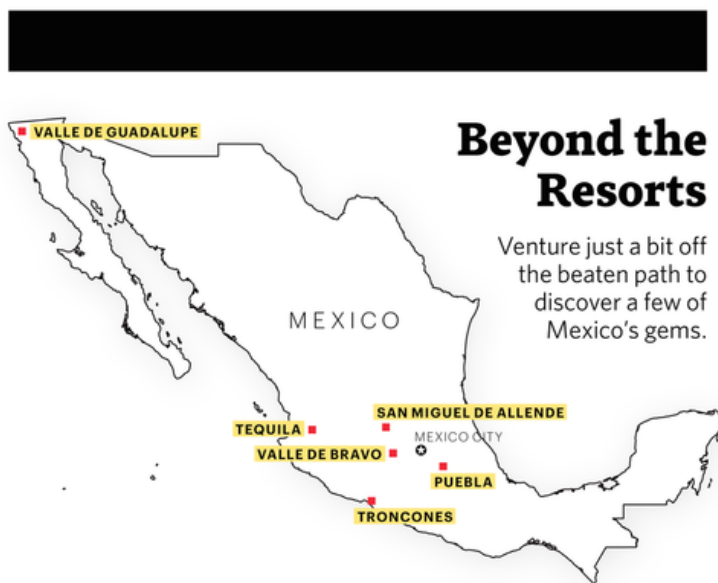 VALLE DE GUADALUPE
Beyond the
Resorts
Venture just a bit off
the beaten path to
discover a few of
Mexico's gems.
MEXICO
SAN MIGUEL DE ALLENDE
TEQUILA
MEXICO CITY
VALLE DE BRAVO
PUEBLA
TRONCONES